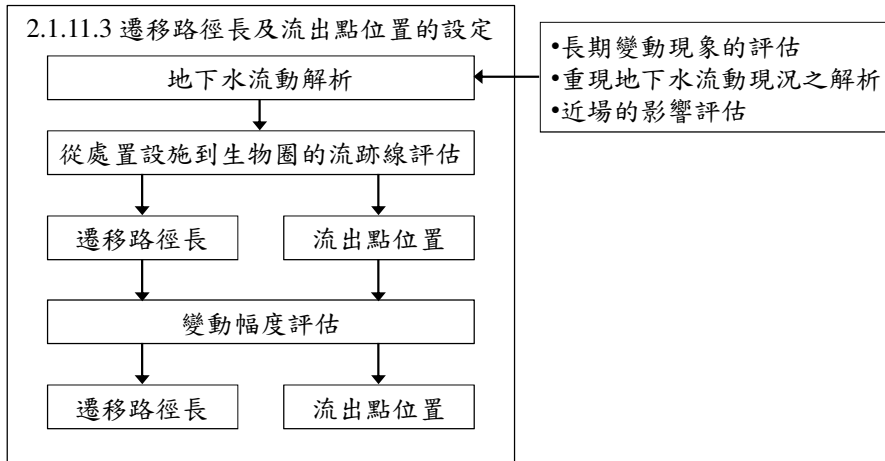 2.1.11.3 遷移路徑長及流出點位置的設定
地下水流動解析
•長期變動現象的評估
•重現地下水流動現況之解析
•近場的影響評估
從處置設施到生物圈的流跡線評估
遷移路徑長
流出點位置
變動幅度評估
遷移路徑長
流出點位置